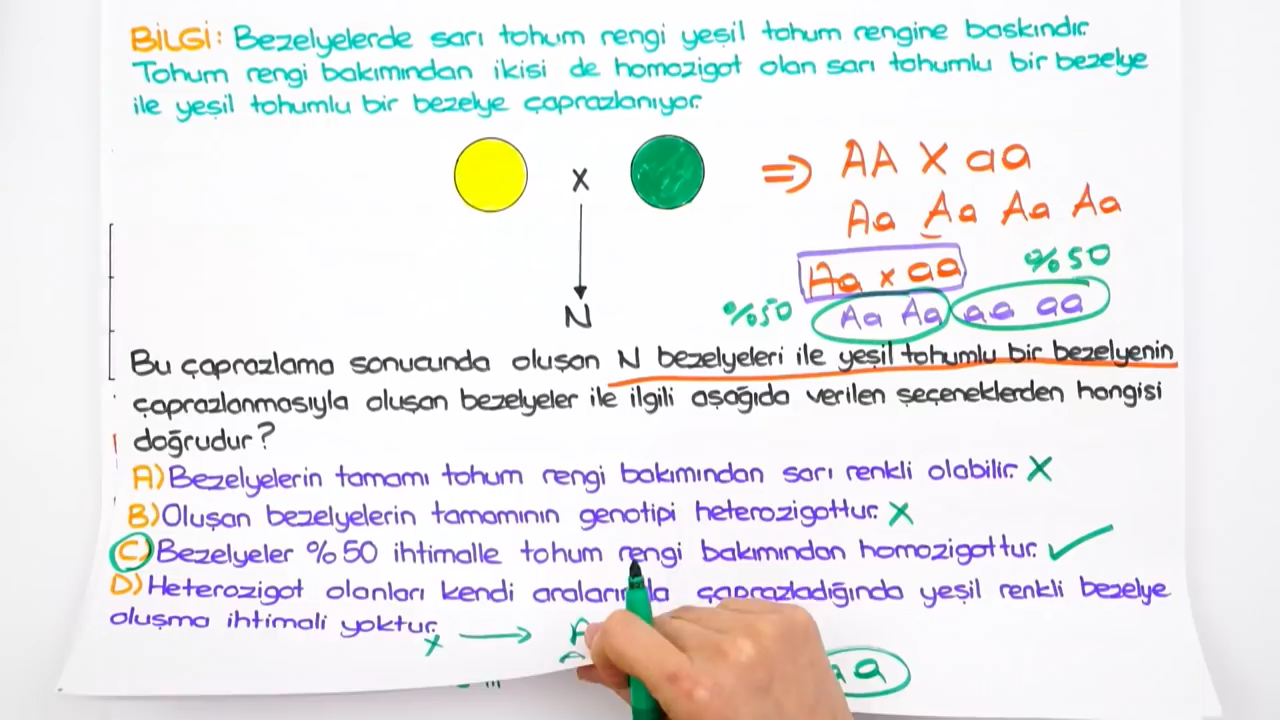 BİLGİ: Bezelyelerde sarı tohum rengi yeşil tohum rengine baskındır.
Tohum rengi bakımından ikisi de homozigot olan sarı tohumlu bir bezelye
ile yeşil tohumlu bir bezelye çaprazlanıyor.
X
⇒ AA X aa
Aa Aa Aa Aa
Aa x aa
%50
%50
Aa Aa aa aa
N
Bu çaprazlama sonucunda oluşan N bezelyeleri ile yeşil tohumlu bir bezelyenin
çaprazlanmasıyla oluşan bezelyeler ile ilgili aşağıda verilen seçeneklerden hangisi
doğrudur?
A) Bezelyelerin tamamı tohum rengi bakımından sarı renkli olabilir. X
B) Oluşan bezelyelerin tamamının genotipi heterozigottur. X
C) Bezelyeler %50 ihtimalle tohum rengi bakımından homozigottur. ✓
D) Heterozigot olanları kendi aralarında çaprazladığında yeşil renkli bezelye
oluşma ihtimali yoktur. x →